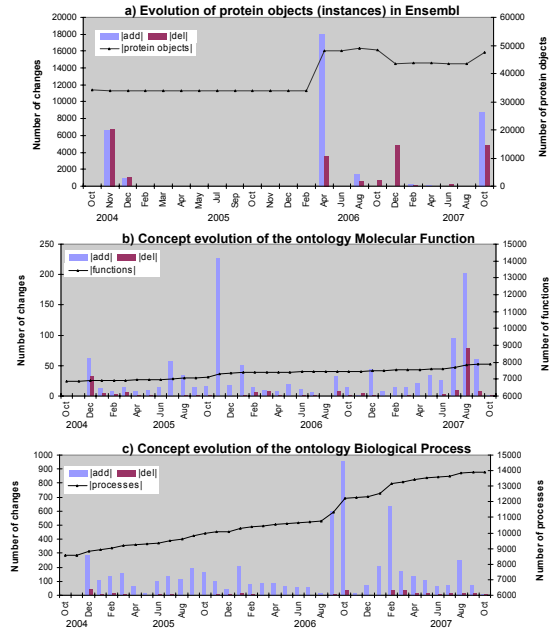 a) Evolution of protein objects (instances) in Ensembl
|add| |del|
|protein objects|
Number of changes
20000
18000
16000
14000
12000
10000
8000
6000
4000
2000
0
60000
50000
40000
30000
20000
10000
0
Number of protein objects
Oct Nov Dec Feb Mar Apr May Jul Sep Oct Nov Dec Feb Apr Jun Aug Oct Dec Feb Apr Jun Aug Oct
2004 2005 2006 2007
b) Concept evolution of the ontology Molecular Function
|add| |del|
|functions|
Number of changes
250
200
150
100
50
0
15000
14000
13000
12000
11000
10000
9000
8000
7000
6000
Number of functions
Oct Dec Feb Apr Jun Aug Oct Dec Feb Apr Jun Aug Oct Dec Feb Apr Jun Aug Oct
2004 2005 2006 2007
c) Concept evolution of the ontology Biological Process
|add| |del|
|processes|
Number of changes
1000
900
800
700
600
500
400
300
200
100
0
15000
14000
13000
12000
11000
10000
9000
8000
7000
6000
Number of processes
Oct Dec Feb Apr Jun Aug Oct Dec Feb Apr Jun Aug Oct Dec Feb Apr Jun Aug Oct
2004 2005 2006 2007